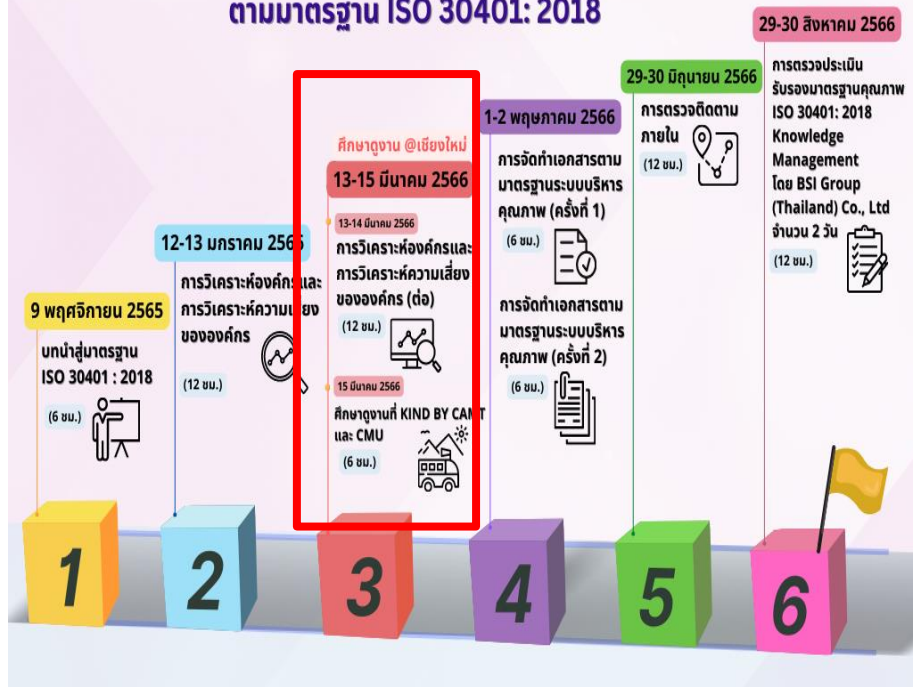 ตามมาตรฐาน ISO 30401: 2018
9 พฤศจิกายน 2565
บทนำสู่มาตรฐาน
ISO 30401 : 2018
(6 ชม.)
12-13 มกราคม 2566
การวิเคราะห์องค์กรและ
การวิเคราะห์ความเสี่ยง
ขององค์กร
(12 ชม.)
ศึกษาดูงาน @เชียงใหม่
13-15 มีนาคม 2566
13-14 มีนาคม 2566
การวิเคราะห์องค์กรและ
การวิเคราะห์ความเสี่ยง
ขององค์กร (ต่อ)
(12 ชม.)
15 มีนาคม 2566
ศึกษาดูงานที่ KIND BY CAMT
และ CMU
(6 ชม.)
1-2 พฤษภาคม 2566
การจัดทำเอกสารตาม
มาตรฐานระบบบริหาร
คุณภาพ (ครั้งที่ 1)
(6 ชม.)
การจัดทำเอกสารตาม
มาตรฐานระบบบริหาร
คุณภาพ (ครั้งที่ 2)
(6 ชม.)
29-30 มิถุนายน 2566
การตรวจติดตาม
ภายใน
(12 ชม.)
29-30 สิงหาคม 2566
การตรวจประเมิน
รับรองมาตรฐานคุณภาพ
ISO 30401: 2018
Knowledge
Management
โดย BSI Group
(Thailand) Co., Ltd
จำนวน 2 วัน
(12 ชม.)
1
2
3
4
5
6